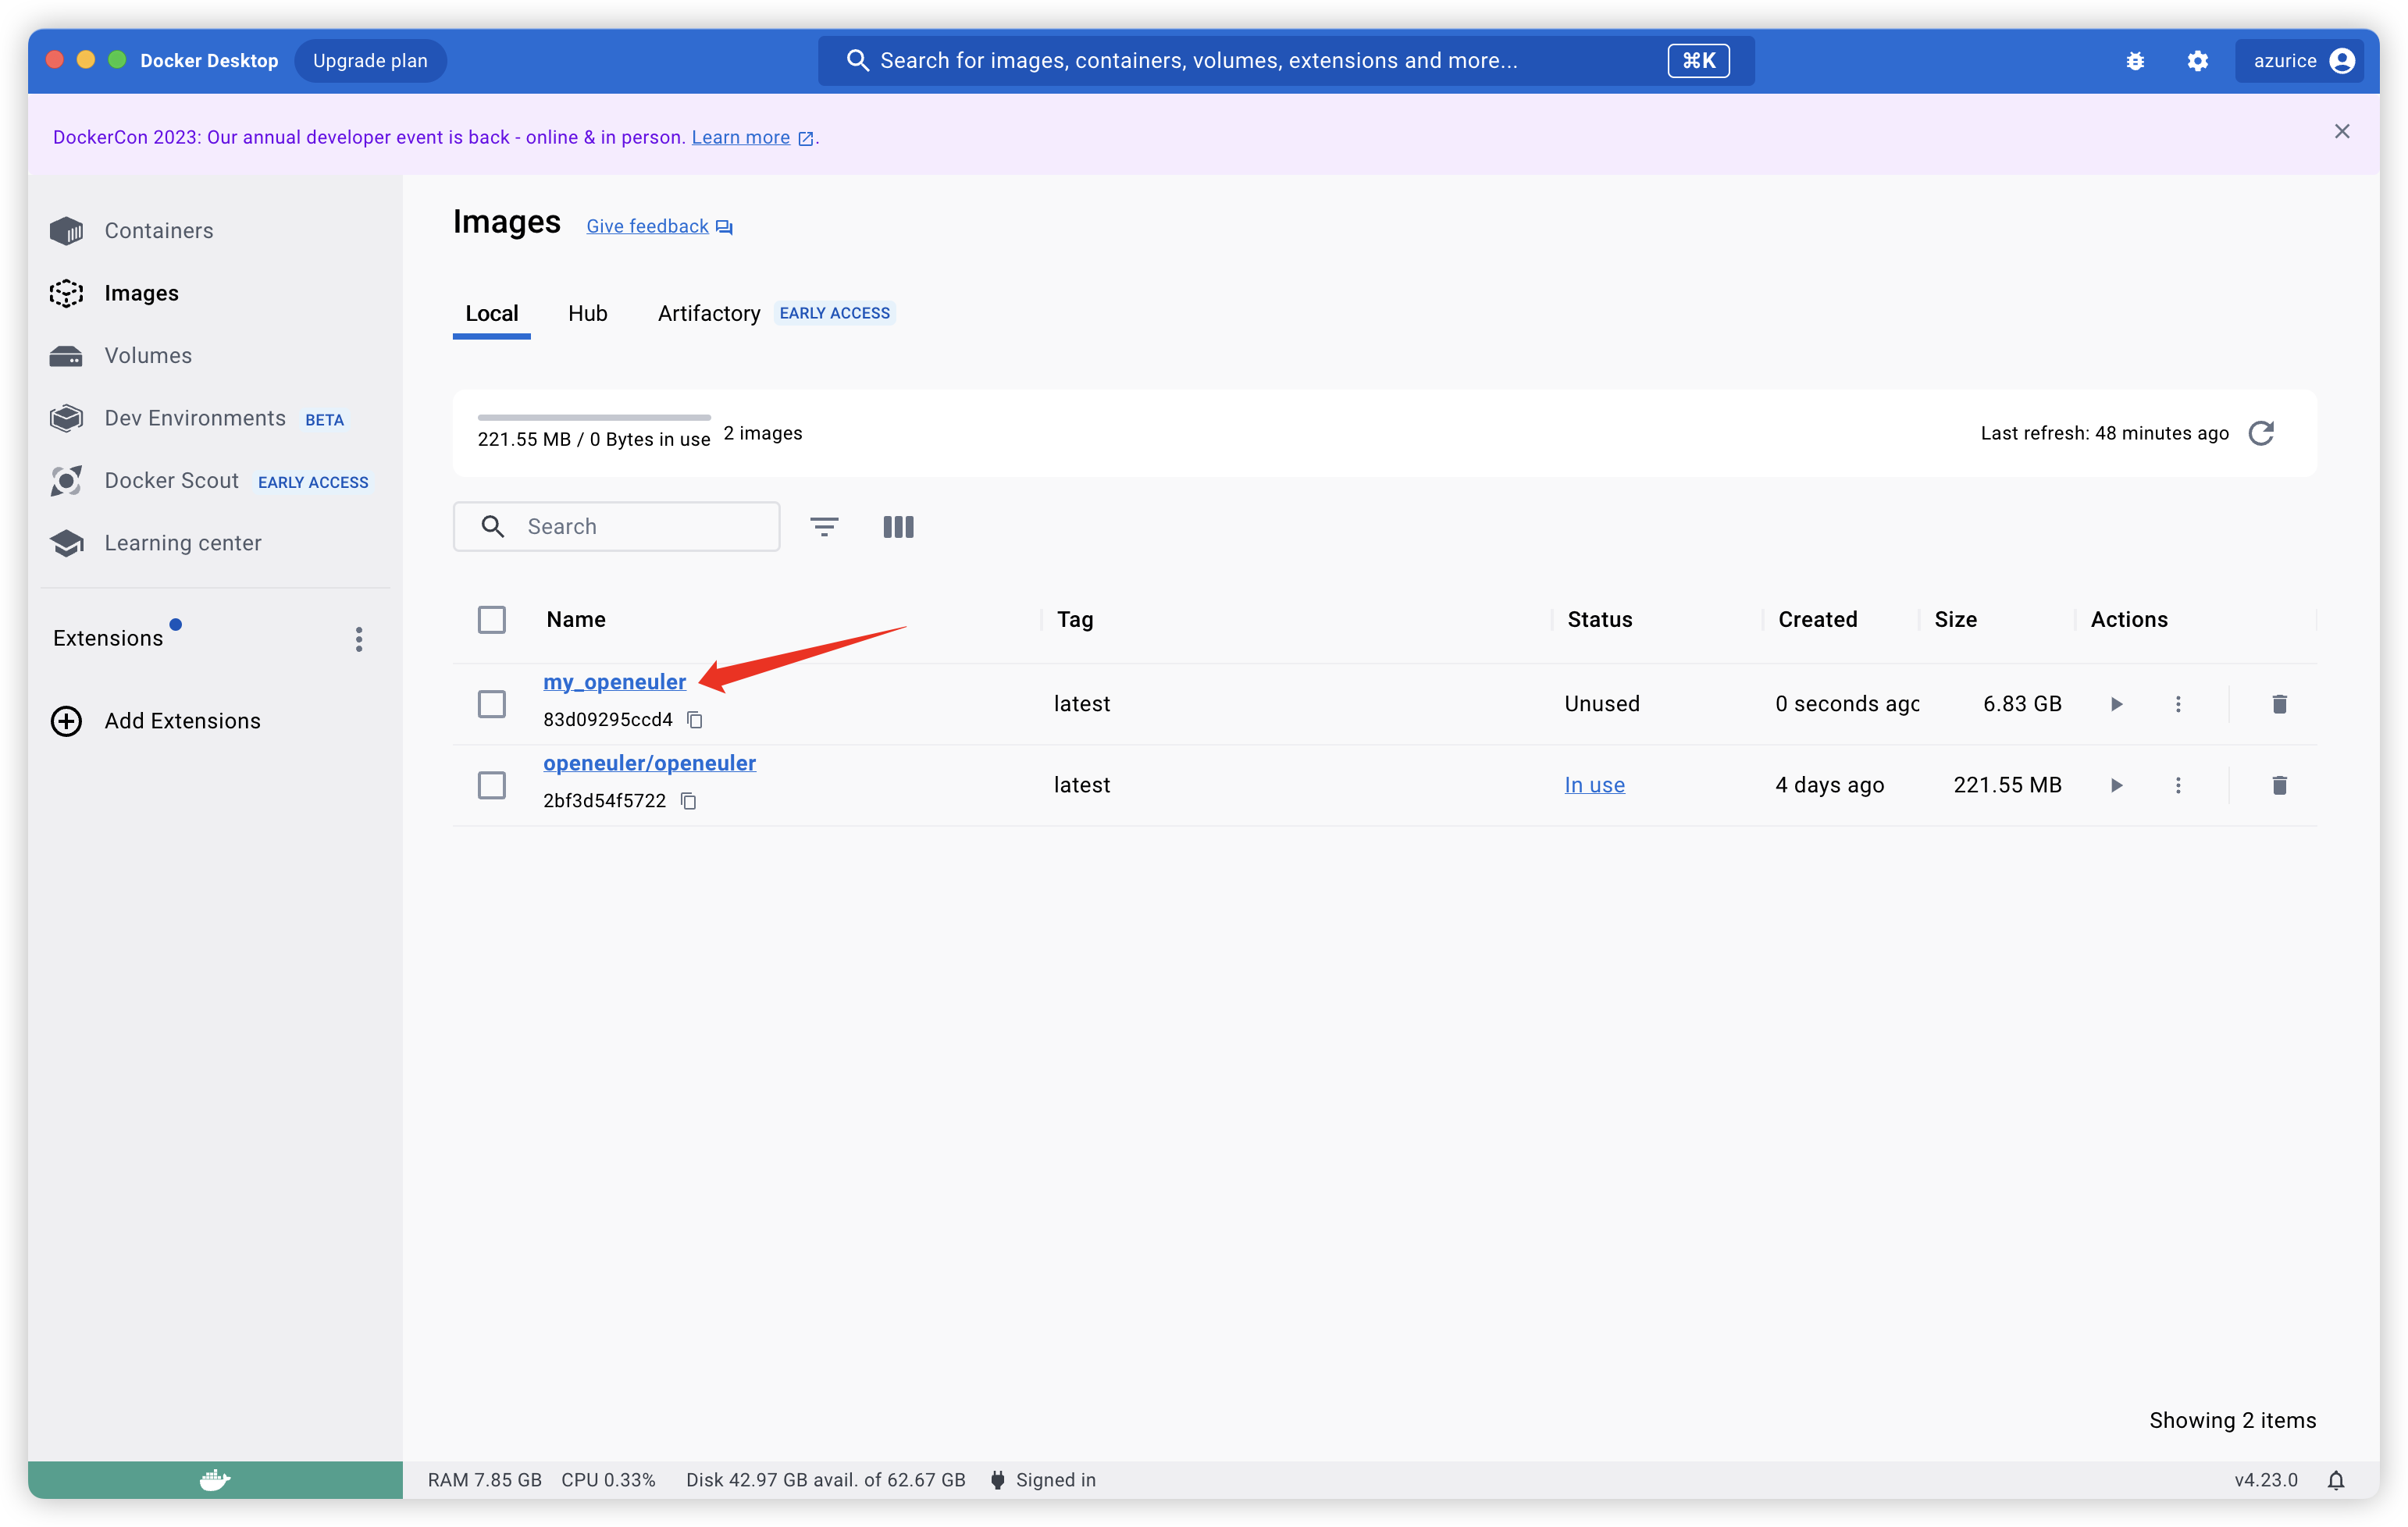 Docker Desktop Upgrade plan Search for images, containers, volumes, extensions and more... ⌘K azurice
DockerCon 2023: Our annual developer event is back - online & in person. Learn more .
Containers
Images
Volumes
Dev Environments BETA
Docker Scout EARLY ACCESS
Learning center
Extensions
Add Extensions
Images Give feedback
Local Hub Artifactory EARLY ACCESS
221.55 MB / 0 Bytes in use 2 images Last refresh: 48 minutes ago
Search
Name Tag Status Created Size Actions
my_openeuler
83d09295ccd4 latest Unused 0 seconds agc 6.83 GB
openeuler/openeuler
2bf3d54f5722 latest In use 4 days ago 221.55 MB
Showing 2 items
RAM 7.85 GB CPU 0.33% Disk 42.97 GB avail. of 62.67 GB Signed in v4.23.0